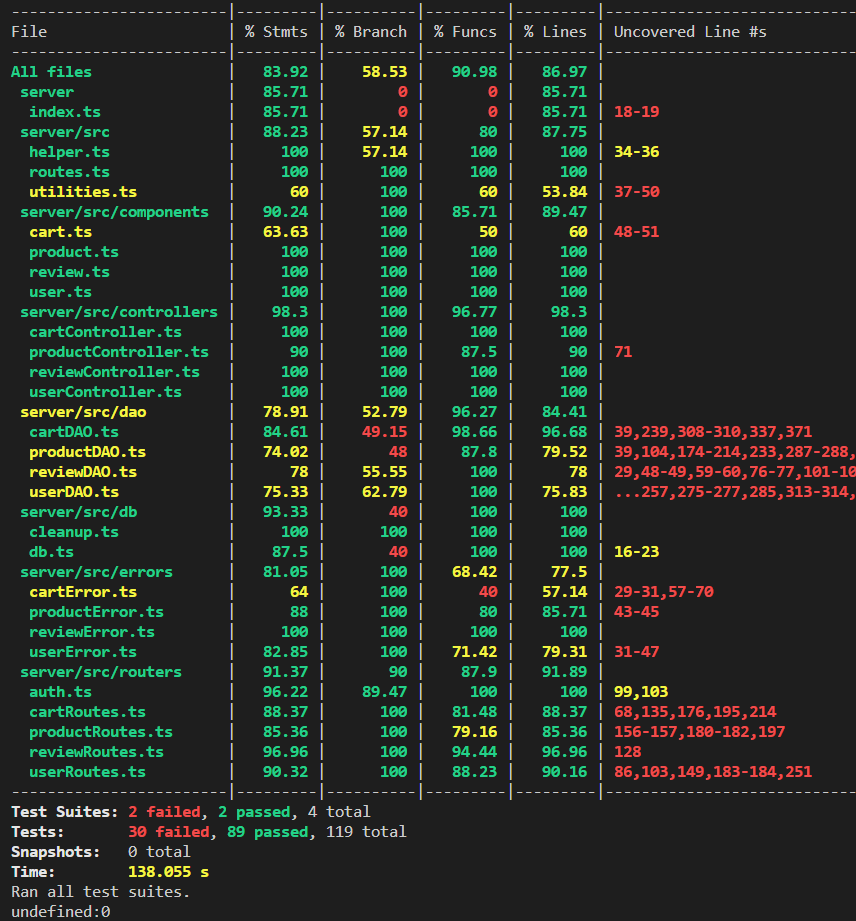 ------------------------|---------|----------|---------|---------|----------------------------
File                    | % Stmts | % Branch | % Funcs | % Lines | Uncovered Line #s
------------------------|---------|----------|---------|---------|----------------------------
All files               |   83.92 |    58.53 |   90.98 |   86.97 |
 server                 |   85.71 |        0 |       0 |   85.71 |
  index.ts              |   85.71 |        0 |       0 |   85.71 | 18-19
 server/src             |   88.23 |    57.14 |      80 |   87.75 |
  helper.ts             |     100 |    57.14 |     100 |     100 | 34-36
  routes.ts             |     100 |      100 |     100 |     100 |
  utilities.ts          |      60 |      100 |      60 |   53.84 | 37-50
 server/src/components  |   90.24 |      100 |   85.71 |   89.47 |
  cart.ts               |   63.63 |      100 |      50 |      60 | 48-51
  product.ts            |     100 |      100 |     100 |     100 |
  review.ts             |     100 |      100 |     100 |     100 |
  user.ts               |     100 |      100 |     100 |     100 |
 server/src/controllers |    98.3 |      100 |   96.77 |    98.3 |
  cartController.ts     |     100 |      100 |     100 |     100 |
  productController.ts  |      90 |      100 |    87.5 |      90 | 71
  reviewController.ts   |     100 |      100 |     100 |     100 |
  userController.ts     |     100 |      100 |     100 |     100 |
 server/src/dao         |   78.91 |    52.79 |   96.27 |   84.41 |
  cartDAO.ts            |   84.61 |    49.15 |   98.66 |   96.68 | 39,239,308-310,337,371
  productDAO.ts         |   74.02 |       48 |    87.8 |   79.52 | 39,104,174-214,233,287-288,
  reviewDAO.ts          |      78 |    55.55 |     100 |      78 | 29,48-49,59-60,76-77,101-10
  userDAO.ts            |   75.33 |    62.79 |     100 |   75.83 | ...257,275-277,285,313-314,
 server/src/db          |   93.33 |       40 |     100 |     100 |
  cleanup.ts            |     100 |      100 |     100 |     100 |
  db.ts                 |    87.5 |       40 |     100 |     100 | 16-23
 server/src/errors      |   81.05 |      100 |   68.42 |    77.5 |
  cartError.ts          |      64 |      100 |      40 |   57.14 | 29-31,57-70
  productError.ts       |      88 |      100 |      80 |   85.71 | 43-45
  reviewError.ts        |     100 |      100 |     100 |     100 |
  userError.ts          |   82.85 |      100 |   71.42 |   79.31 | 31-47
 server/src/routers     |   91.37 |       90 |    87.9 |   91.89 |
  auth.ts               |   96.22 |    89.47 |     100 |     100 | 99,103
  cartRoutes.ts         |   88.37 |      100 |   81.48 |   88.37 | 68,135,176,195,214
  productRoutes.ts      |   85.36 |      100 |   79.16 |   85.36 | 156-157,180-182,197
  reviewRoutes.ts       |   96.96 |      100 |   94.44 |   96.96 | 128
  userRoutes.ts         |   90.32 |      100 |   88.23 |   90.16 | 86,103,149,183-184,251
------------------------|---------|----------|---------|---------|----------------------------
Test Suites: 2 failed, 2 passed, 4 total
Tests:       30 failed, 89 passed, 119 total
Snapshots:   0 total
Time:        138.055 s
Ran all test suites.
undefined:0